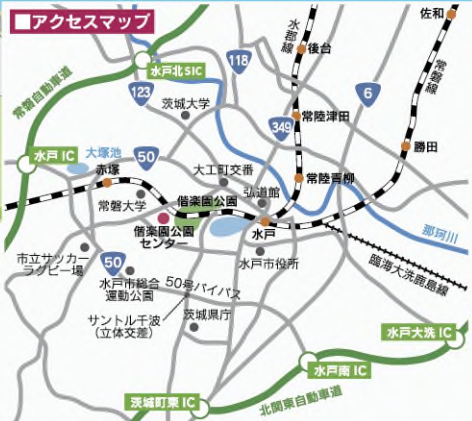 ■アクセスマップ
佐和
水郡線
後台
常磐線
水戸北SIC
118
6
常磐自動車道
123
茨城大学
349
常陸津田
勝田
水戸IC
大塚池
50
大工町交番
赤塚
偕楽園公園
弘道館
常陸青柳
常磐大学
偕楽園公園
センター
水戸
那珂川
市立サッカー
ラグビー場
50
水戸市役所
臨海大洗鹿島線
水戸市総合
運動公園
50号バイパス
サントル千波
(立体交差)
茨城県庁
水戸大洗IC
水戸南IC
茨城町東IC
北関東自動車道